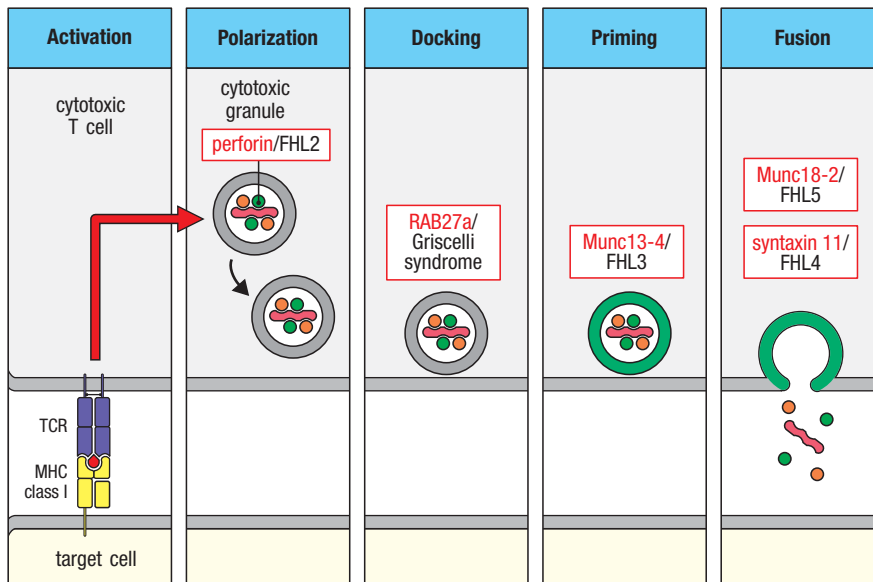 Activation
Polarization
Docking
Priming
Fusion
cytotoxic
T cell
cytotoxic
granule
perforin/FHL2
RAB27a/
Griscelli
syndrome
Munc13-4/
FHL3
Munc18-2/
FHL5
syntaxin 11/
FHL4
TCR
MHC
class I
target cell